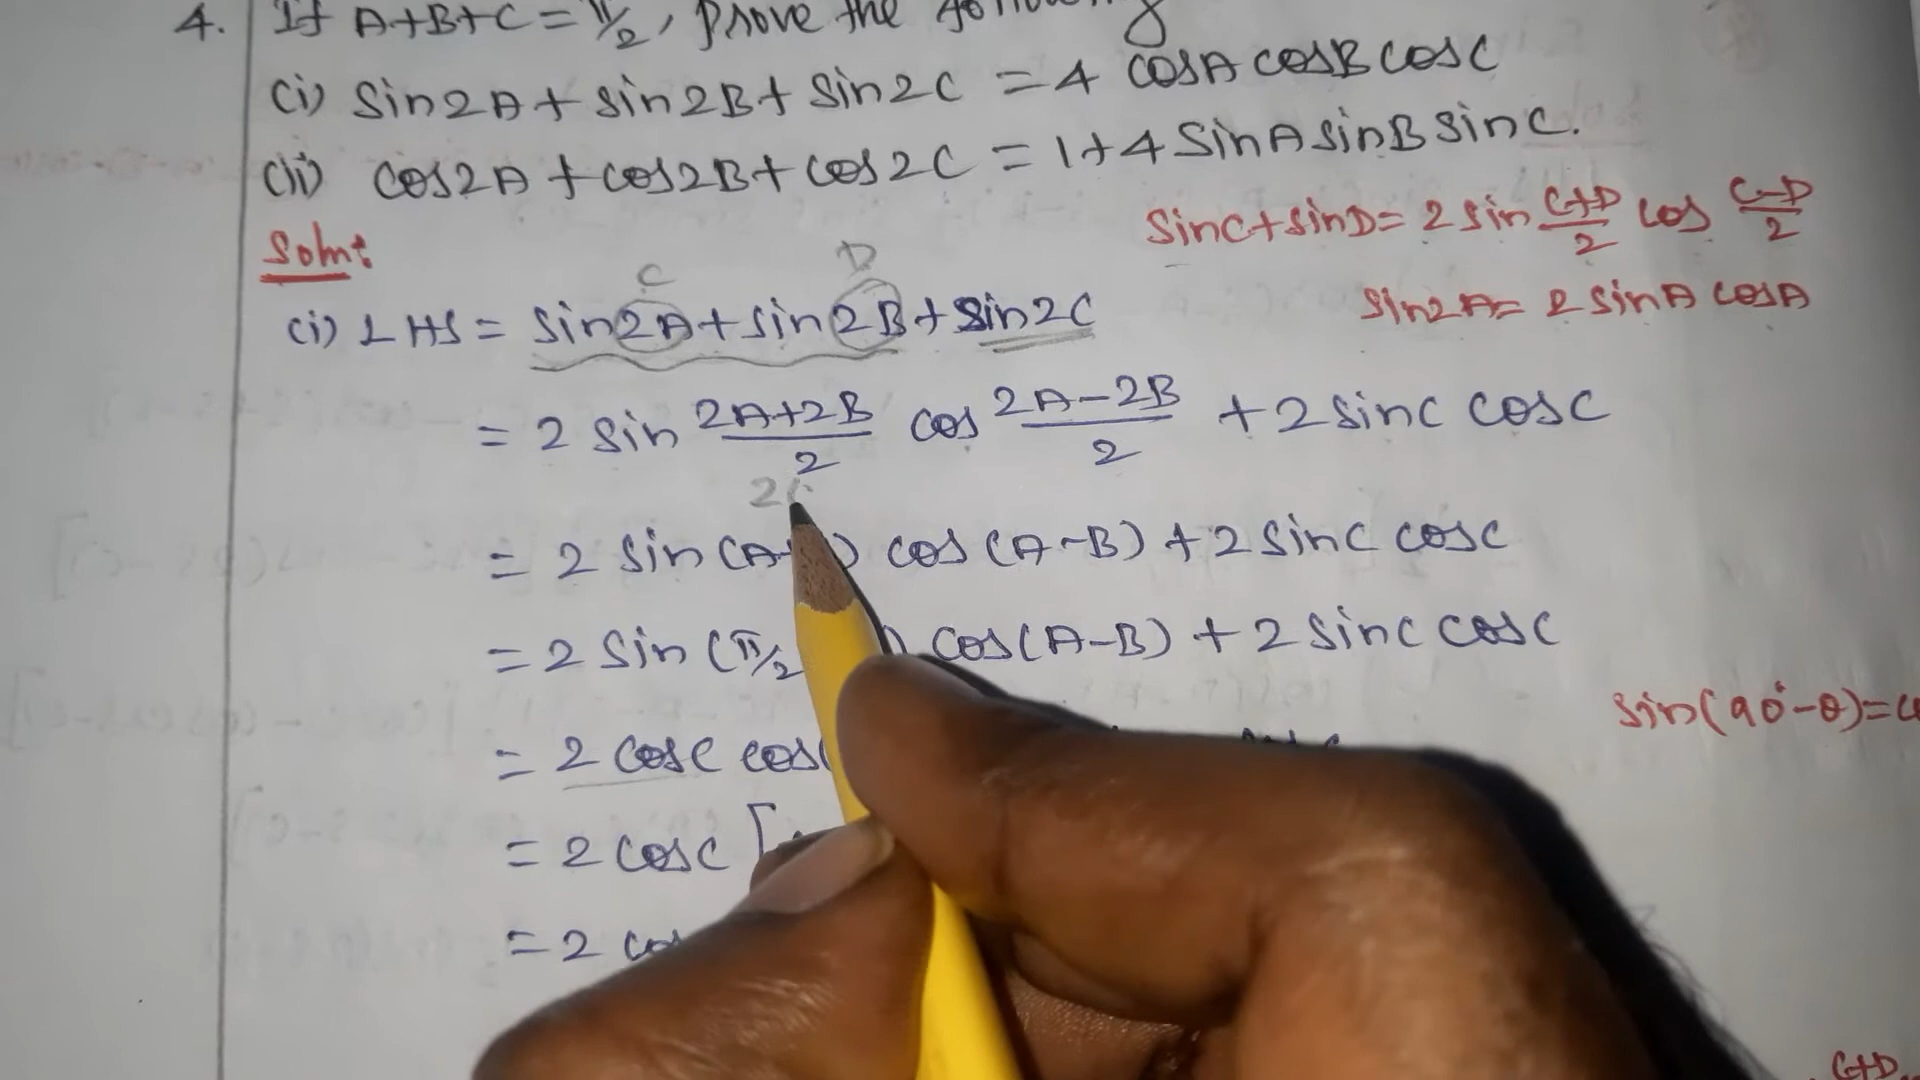 4. If A+B+C = π/2, prove the following
(i) Sin2A + sin2B + sin2C = 4 cosA cosB cosC
(ii) cos2A + cos2B + cos2C = 1+4 SinA sinB sinC.
sinC+sinD= 2 sin (C+D)/2 cos (C-D)/2
Soln:
C D
sin2A= 2 sinA cosA
(i) LHS = sin2A + sin2B + sin2C
= 2 sin (2A+2B)/2 cos (2A-2B)/2 + 2 sinC cosC
2(
= 2 sin (A ) cos (A-B) + 2 sinC cosC
= 2 sin (π/2 ) cos(A-B) + 2 sinC cosC
sin(90°-θ)=
= 2 cosC cos(
= 2 cosC [
= 2 cos
C+D